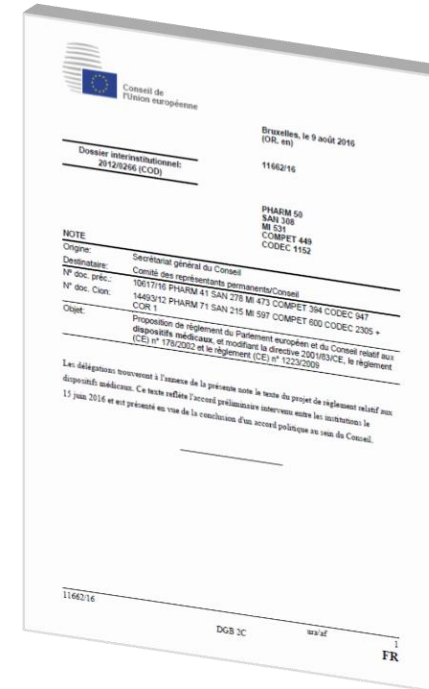 Conseil de
l'Union européenne
Bruxelles, le 9 août 2016
(OR. en)
Dossier interinstitutionnel:
2012/0266 (COD)
11662/16
PHARM 50
SAN 308
MI 531
COMPET 449
CODEC 1152
NOTE
Origine: Secrétariat général du Conseil
Destinataire: Comité des représentants permanents/Conseil
N° doc. préc.: 10617/16 PHARM 41 SAN 278 MI 473 COMPET 394 CODEC 947
N° doc. Cion: 14493/12 PHARM 71 SAN 215 MI 597 COMPET 600 CODEC 2305 +
COR 1
Objet: Proposition de règlement du Parlement européen et du Conseil relatif aux
dispositifs médicaux, et modifiant la directive 2001/83/CE, le règlement
(CE) n° 178/2002 et le règlement (CE) n° 1223/2009
Les délégations trouveront à l'annexe de la présente note le texte du projet de règlement relatif aux
dispositifs médicaux. Ce texte reflète l'accord préliminaire intervenu entre les institutions le
15 juin 2016 et est présenté en vue de la conclusion d'un accord politique au sein du Conseil.
11662/16
1
DGB 2C
FR